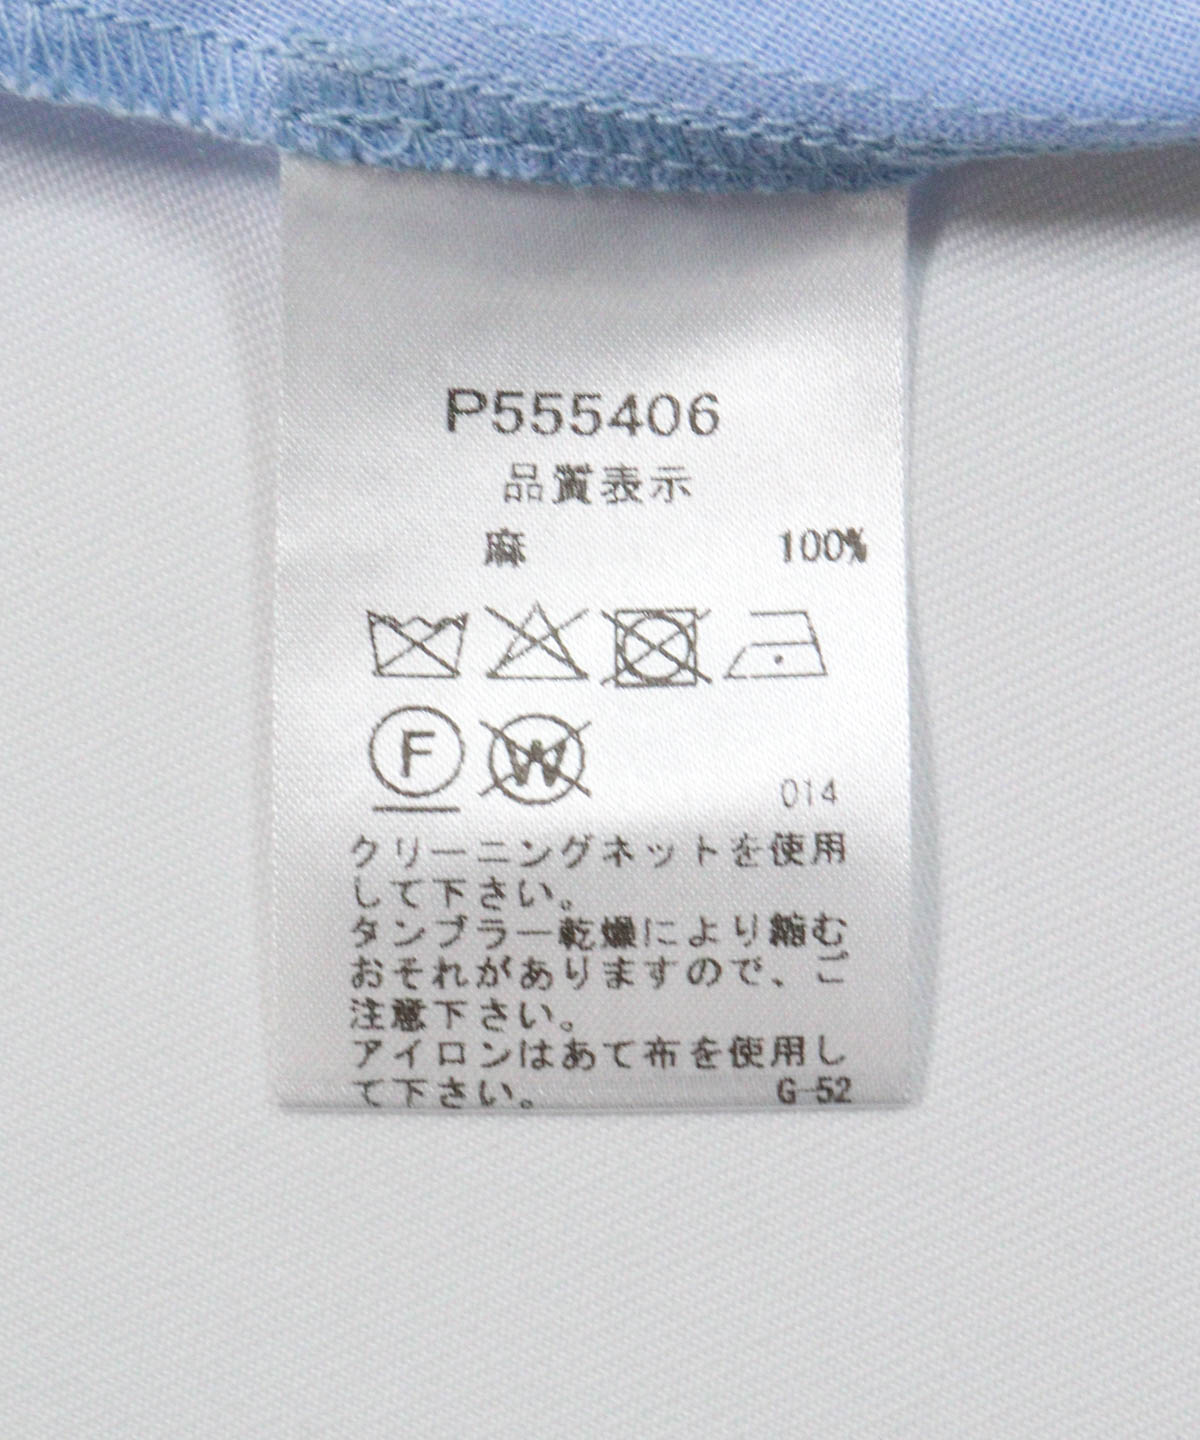 P555406
品質表示
麻 100%
F W
014
クリーニングネットを使用
して下さい。
タンブラー乾燥により縮む
おそれがありますので、ご
注意下さい。
アイロンはあて布を使用し
て下さい。 G-52